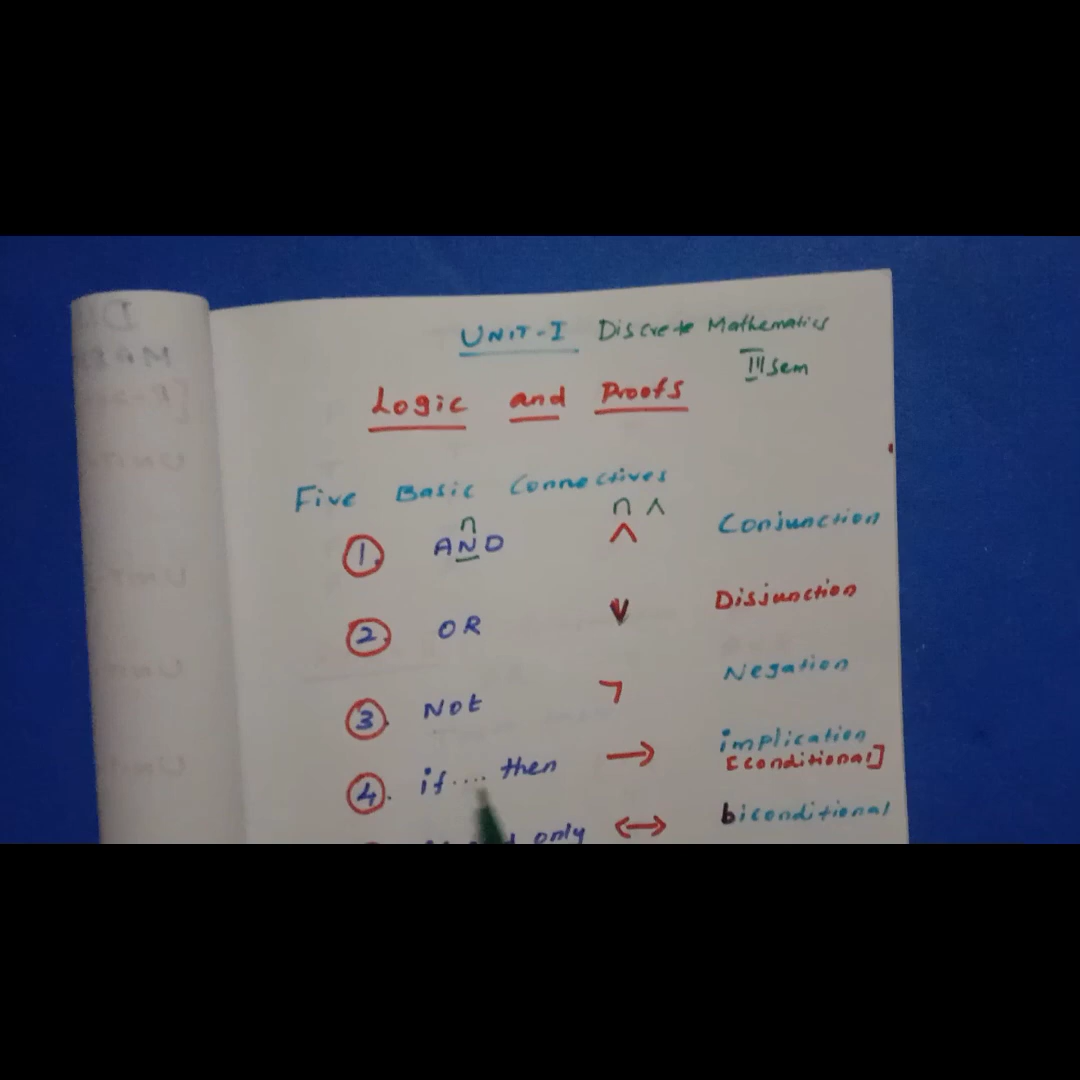 UNIT-I Discrete Mathematics
III sem
Logic and Proofs
Five Basic Connectives
n ∩ ∧
1. AND ∧ Conjunction
2. OR ∨ Disjunction
3. Not ¬ Negation
4. if .... then → implication
[conditional]
only ↔ biconditional